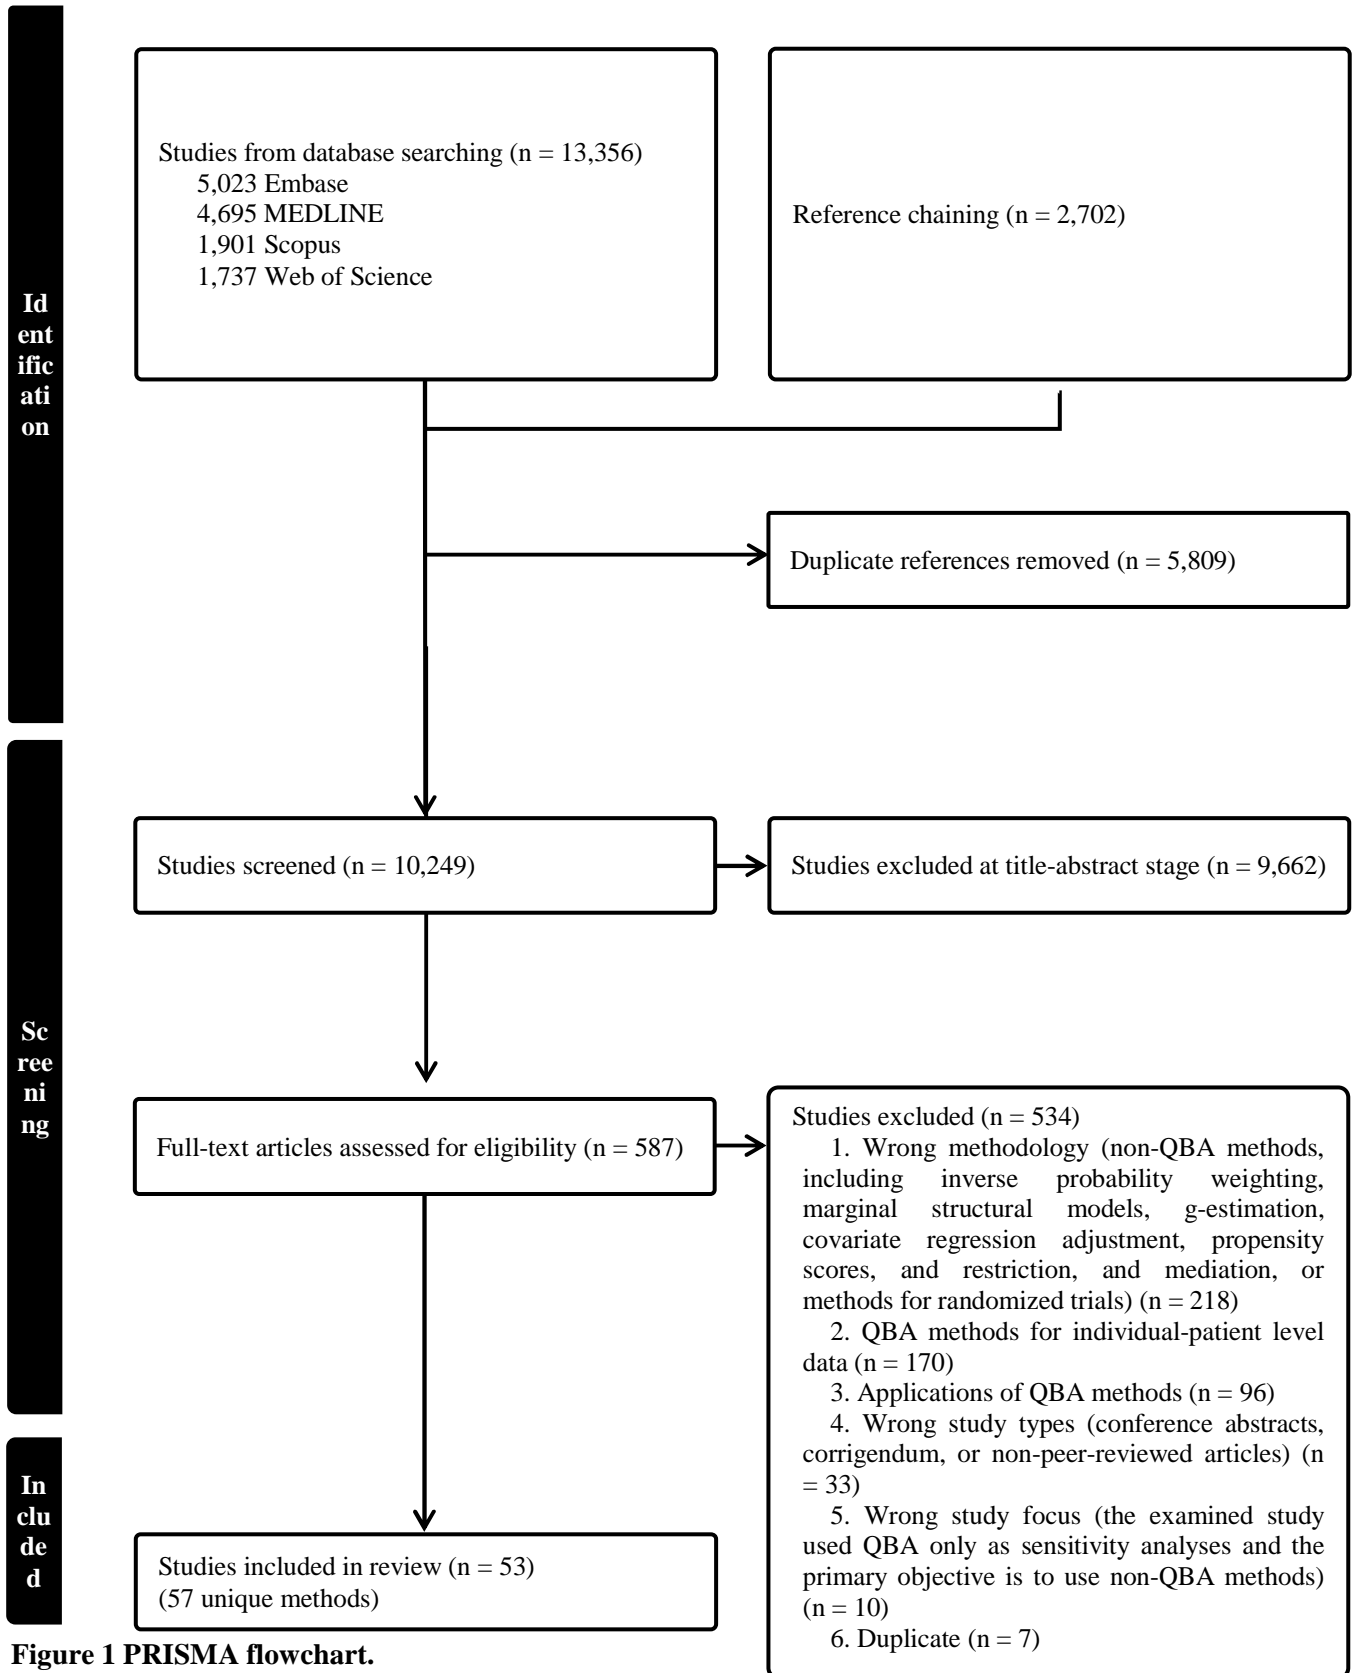 Id
ent
ific
ati
on
Studies from database searching (n = 13,356)
5,023 Embase
4,695 MEDLINE
1,901 Scopus
1,737 Web of Science
Reference chaining (n = 2,702)
Duplicate references removed (n = 5,809)
Sc
ree
ni
ng
Studies screened (n = 10,249)
Studies excluded at title-abstract stage (n = 9,662)
Full-text articles assessed for eligibility (n = 587)
Studies excluded (n = 534)
1. Wrong methodology (non-QBA methods,
including inverse probability weighting,
marginal structural models, g-estimation,
covariate regression adjustment, propensity
scores, and restriction, and mediation, or
methods for randomized trials) (n = 218)
2. QBA methods for individual-patient level
data (n = 170)
3. Applications of QBA methods (n = 96)
4. Wrong study types (conference abstracts,
corrigendum, or non-peer-reviewed articles) (n
= 33)
5. Wrong study focus (the examined study
used QBA only as sensitivity analyses and the
primary objective is to use non-QBA methods)
(n = 10)
6. Duplicate (n = 7)
In
clu
de
d
Studies included in review (n = 53)
(57 unique methods)
Figure 1 PRISMA flowchart.